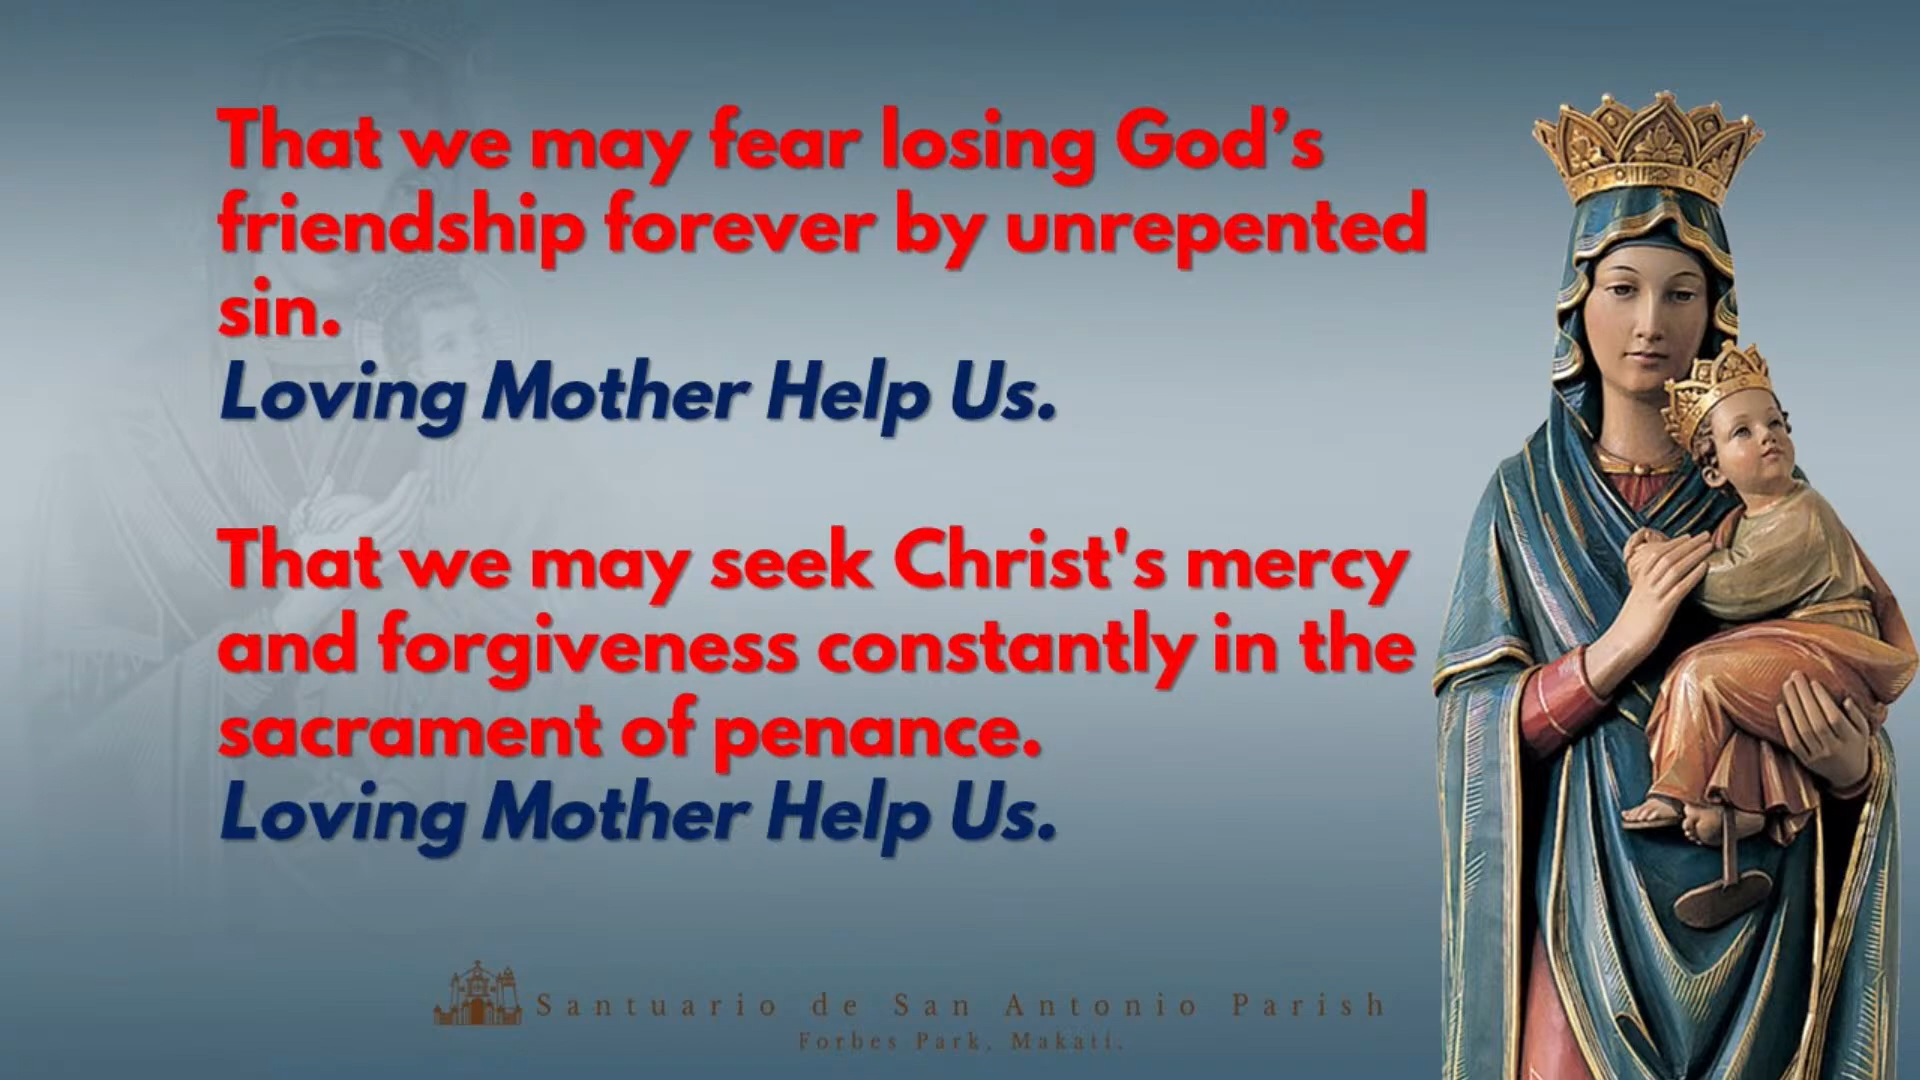 That we may fear losing God’s
friendship forever by unrepented
sin.
Loving Mother Help Us.
That we may seek Christ's mercy
and forgiveness constantly in the
sacrament of penance.
Loving Mother Help Us.
Santuario de San Antonio Parish
Forbes Park, Makati.